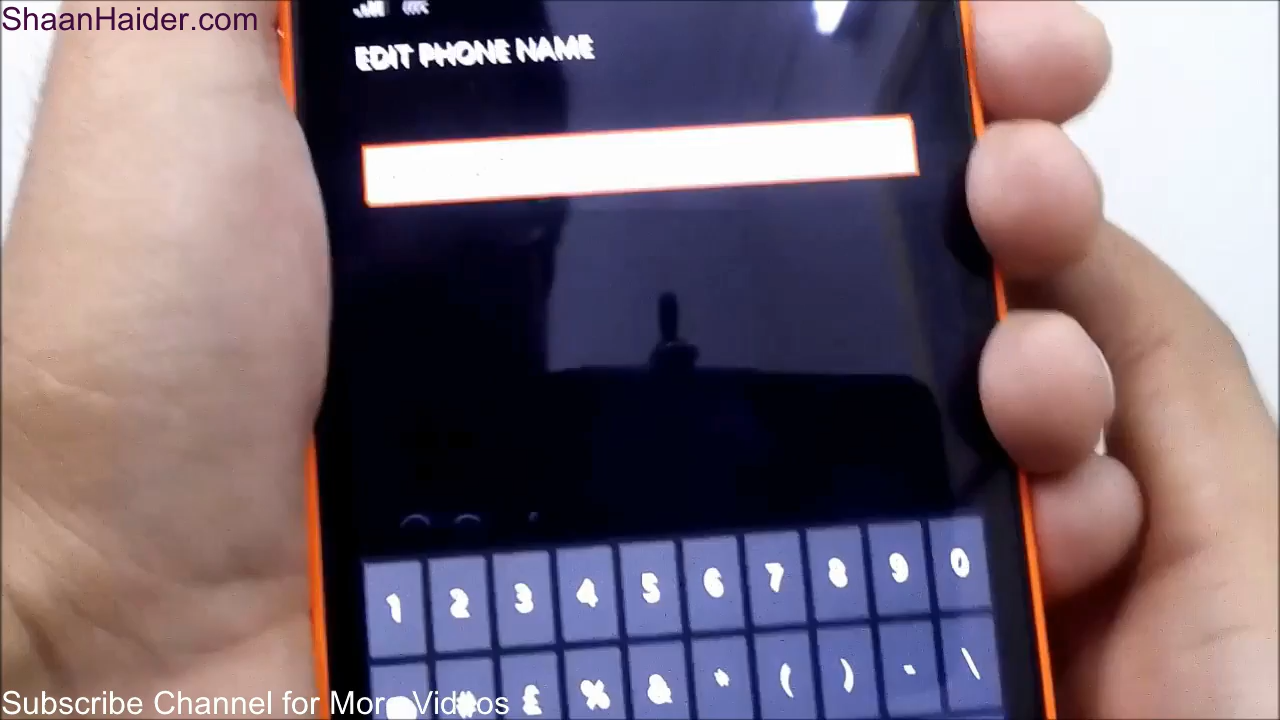 ShaanHaider.com
EDIT PHONE NAME
1 2 3 4 5 6 7 8 9 0
# £ % & * ( ) - \
Subscribe Channel for More Videos